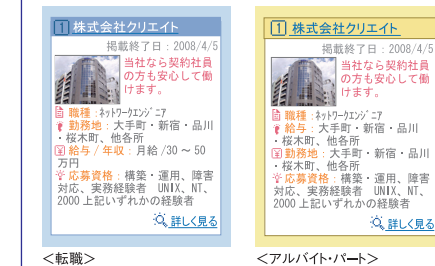 1 株式会社クリエイト
掲載終了日：2008/4/5
当社なら契約社員
の方も安心して働
けます。
職種：ネットワークエンジニア
勤務地：大手町・新宿・品川
・桜木町、他各所
給与 / 年収：月給 /30 ～ 50
万円
応募資格：構築・運用、障害
対応、実務経験者　UNIX、NT、
2000 上記いずれかの経験者
詳しく見る
＜転職＞
1 株式会社クリエイト
掲載終了日：2008/4/5
当社なら契約社員
の方も安心して働
けます。
職種：ネットワークエンジニア
給与：大手町・新宿・品川
・桜木町、他各所
勤務地：大手町・新宿・品川
・桜木町、他各所
応募資格：構築・運用、障害
対応、実務経験者　UNIX、NT、
2000 上記いずれかの経験者
詳しく見る
＜アルバイト・パート＞